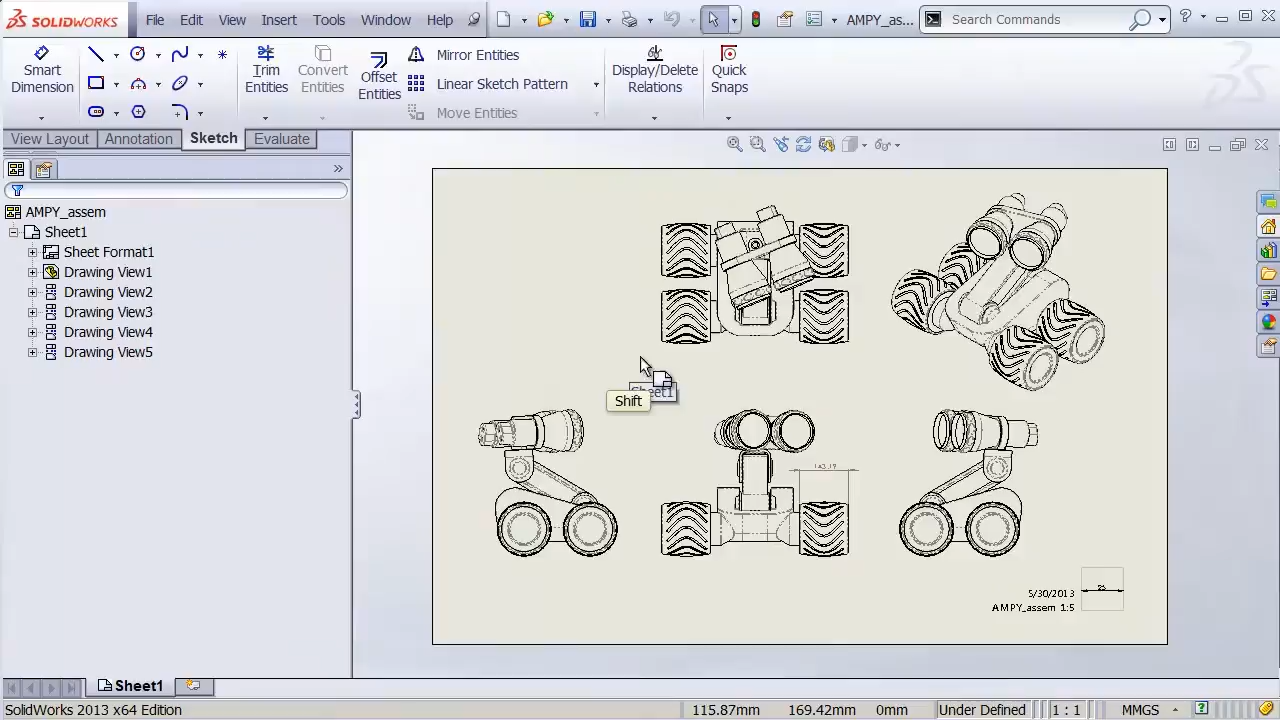 SOLIDWORKS File Edit View Insert Tools Window Help AMPY_as... Search Commands
Smart Dimension
Trim Entities
Convert Entities
Offset Entities
Mirror Entities
Linear Sketch Pattern
Move Entities
Display/Delete Relations
Quick Snaps
View Layout Annotation Sketch Evaluate
AMPY_assem
Sheet1
Sheet Format1
Drawing View1
Drawing View2
Drawing View3
Drawing View4
Drawing View5
Sheet1
Shift
143.19
5/30/2013
AMPY_assem 1:5
Sheet1
SolidWorks 2013 x64 Edition 115.87mm 169.42mm 0mm Under Defined 1 : 1 MMGS